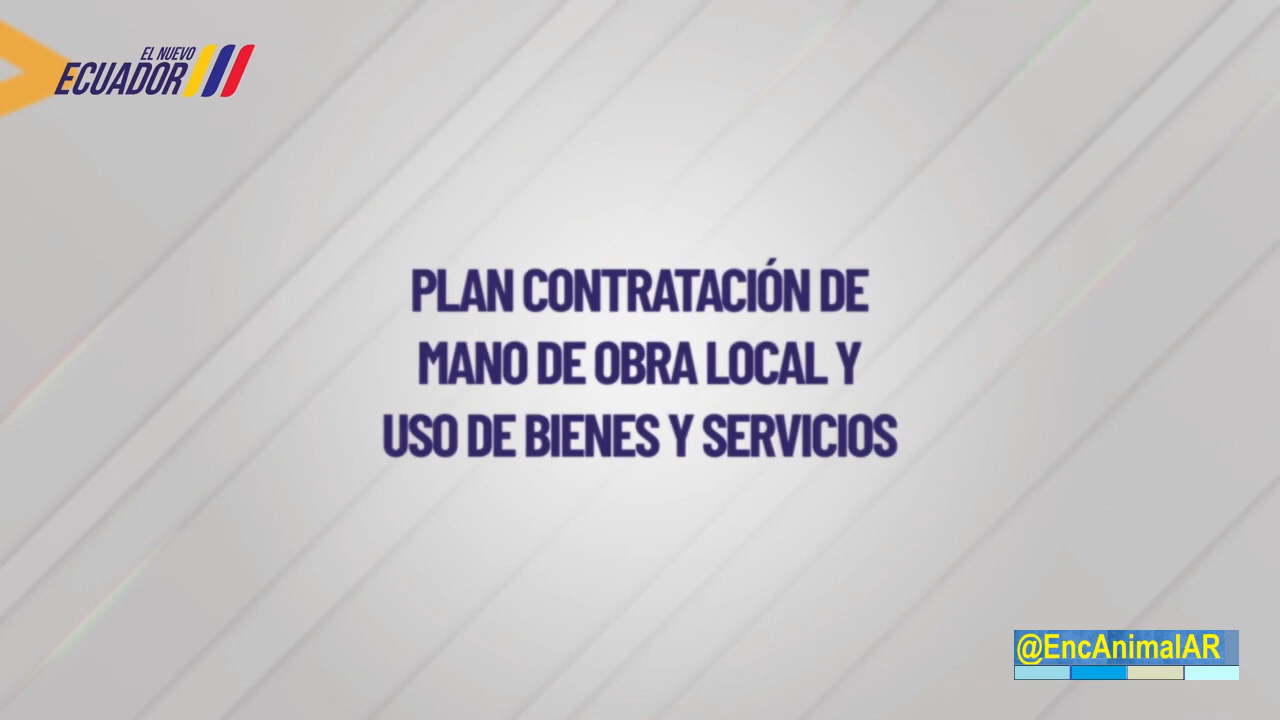 EL NUEVO
ECUADOR
PLAN CONTRATACIÓN DE
MANO DE OBRA LOCAL Y
USO DE BIENES Y SERVICIOS
@EncAnimalAR